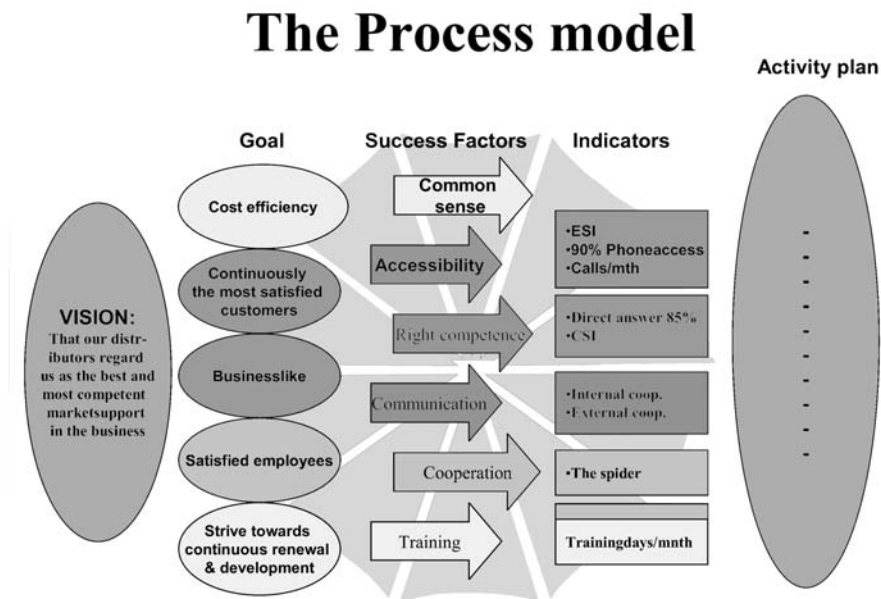 The Process model
Activity plan
Goal
Success Factors
Indicators
VISION:
That our distr-
ibutors regard
us as the best and
most competent
marketsupport
in the business
Cost efficiency
Continuously
the most satisfied
customers
Businesslike
Satisfied employees
Strive towards
continuous renewal
& development
Common
sense
Accessibility
Right competence
Communication
Cooperation
Training
•ESI
•90% Phoneaccess
•Calls/mth
•Direct answer 85%
•CSI
•Internal coop.
•External coop.
•The spider
Trainingdays/mnth
-
-
-
-
-
-
-
-
-
-